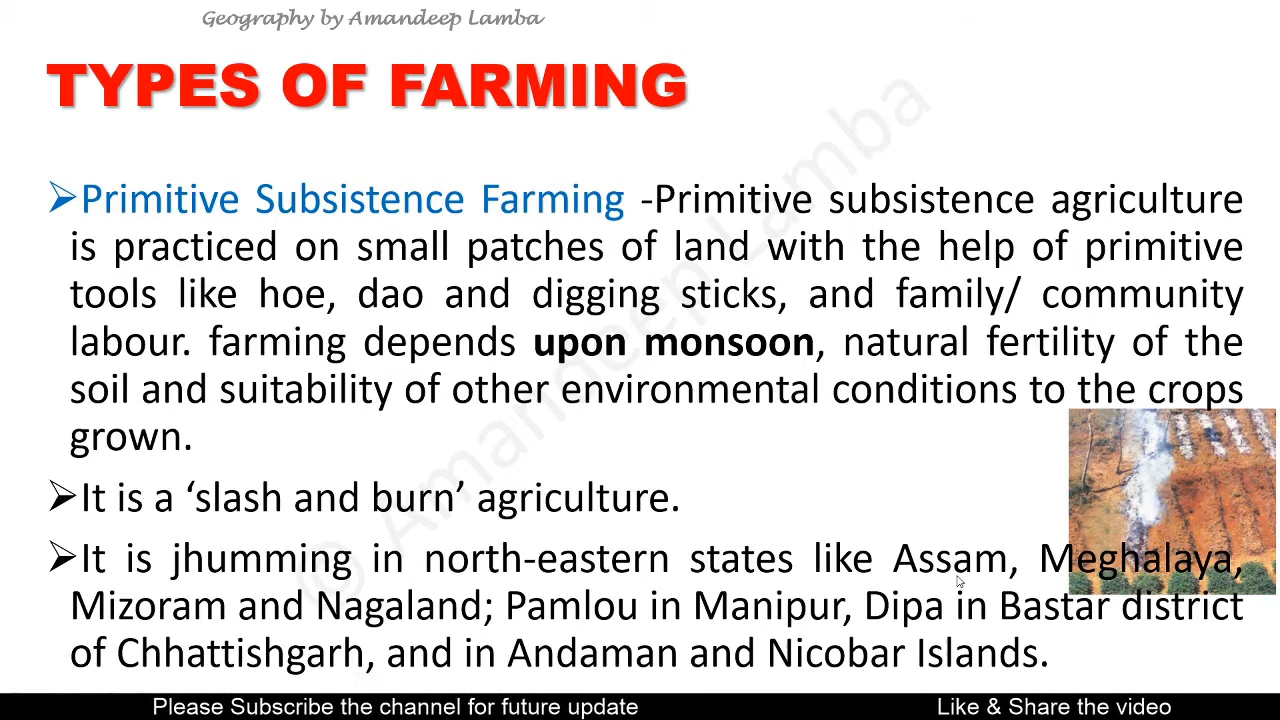 Geography by Amandeep Lamba
TYPES OF FARMING
➢Primitive Subsistence Farming -Primitive subsistence agriculture
is practiced on small patches of land with the help of primitive
tools like hoe, dao and digging sticks, and family/ community
labour. farming depends upon monsoon, natural fertility of the
soil and suitability of other environmental conditions to the crops
grown.
➢It is a ‘slash and burn’ agriculture.
➢It is jhumming in north-eastern states like Assam, Meghalaya,
Mizoram and Nagaland; Pamlou in Manipur, Dipa in Bastar district
of Chhattishgarh, and in Andaman and Nicobar Islands.
© Amandeep Lamba
Please Subscribe the channel for future update
Like & Share the video